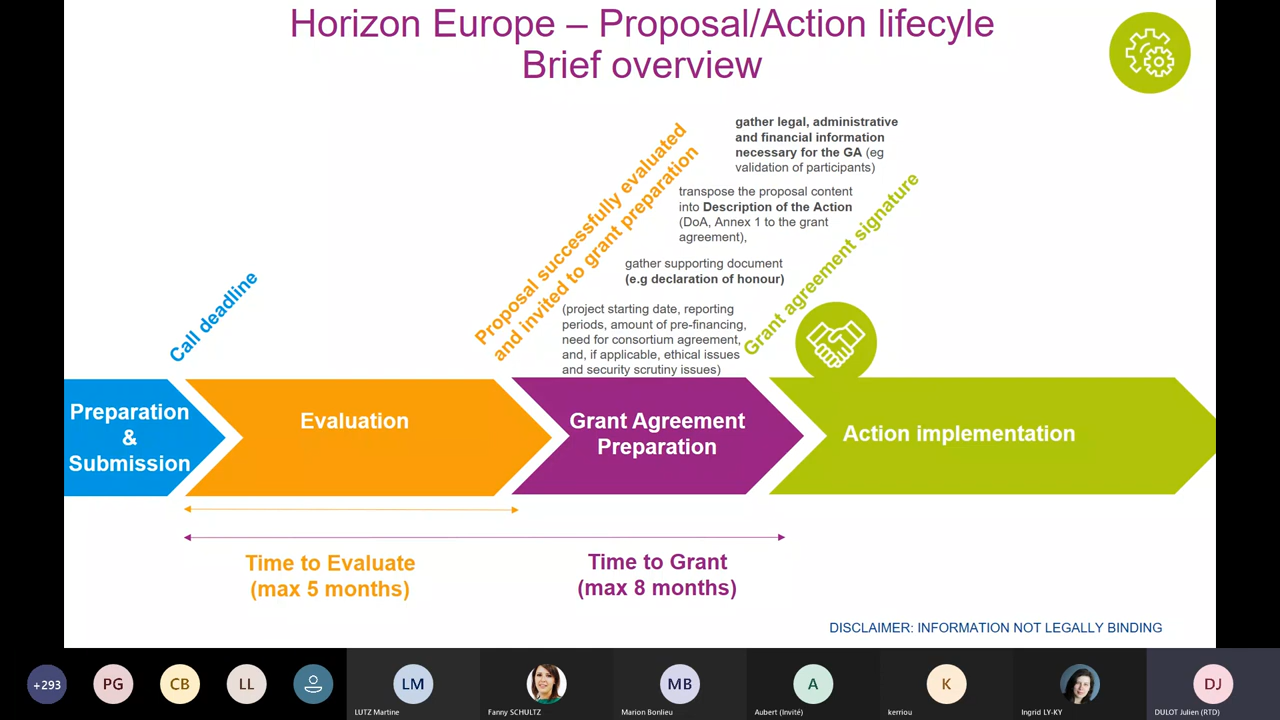 Horizon Europe – Proposal/Action lifecyle
Brief overview
gather legal, administrative
and financial information
necessary for the GA (eg
validation of participants)
transpose the proposal content
into Description of the Action
(DoA, Annex 1 to the grant
agreement),
gather supporting document
(e.g declaration of honour)
(project starting date, reporting
periods, amount of pre-financing,
need for consortium agreement,
and, if applicable, ethical issues
and security scrutiny issues)
Call deadline
Proposal successfully evaluated
and invited to grant preparation
Grant agreement signature
Preparation
&
Submission
Evaluation
Grant Agreement
Preparation
Action implementation
Time to Evaluate
(max 5 months)
Time to Grant
(max 8 months)
DISCLAIMER: INFORMATION NOT LEGALLY BINDING
+293
PG
CB
LL
LM
LUTZ Martine
Fanny SCHULTZ
MB
Marion Bonlieu
A
Aubert (Invité)
K
kerriou
Ingrid LY-KY
DJ
DULOT Julien (RTD)